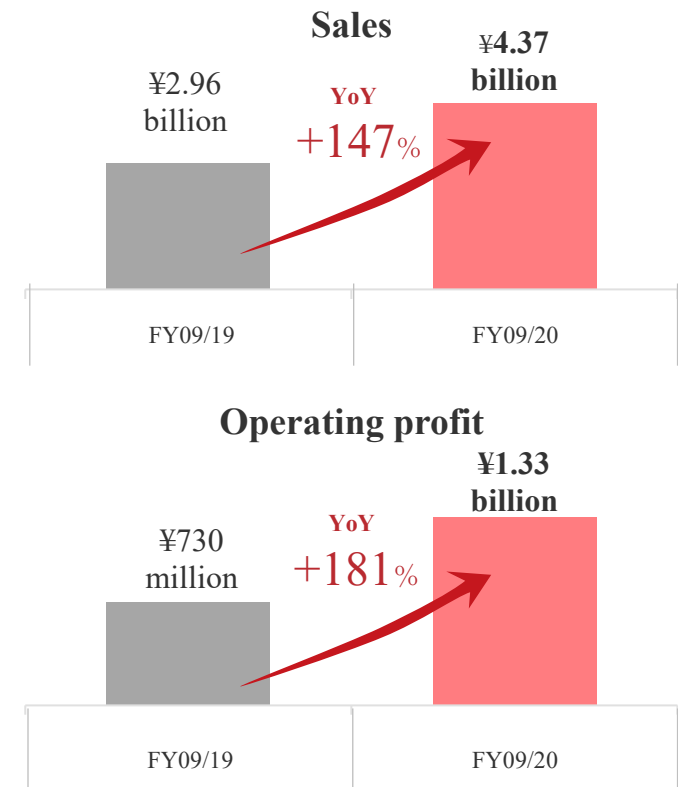 Sales
¥2.96
billion
YoY
+147%
¥4.37
billion
FY09/19
FY09/20
Operating profit
¥730
million
YoY
+181%
¥1.33
billion
FY09/19
FY09/20